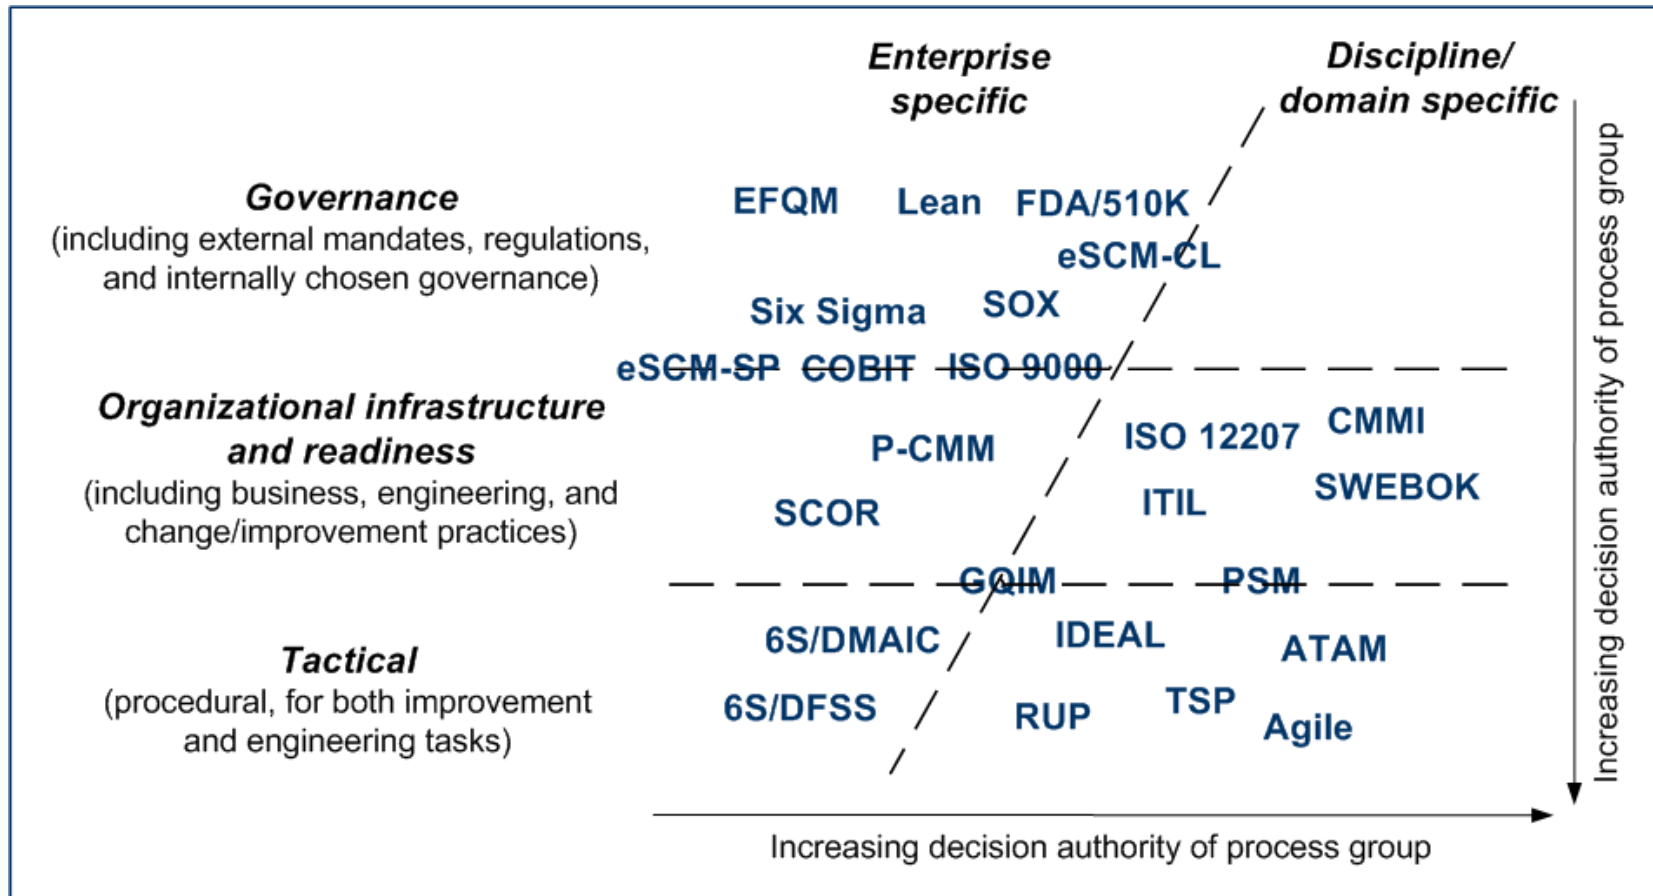 Enterprise
specific
Discipline/
domain specific
Governance
(including external mandates, regulations,
and internally chosen governance)
EFQM Lean FDA/510K
eSCM-CL
Six Sigma SOX
eSCM-SP COBIT ISO 9000
Organizational infrastructure
and readiness
(including business, engineering, and
change/improvement practices)
P-CMM ISO 12207 CMMI
SCOR ITIL SWEBOK
GQIM PSM
Tactical
(procedural, for both improvement
and engineering tasks)
6S/DMAIC IDEAL ATAM
6S/DFSS RUP TSP Agile
Increasing decision authority of process group
Increasing decision authority of process group